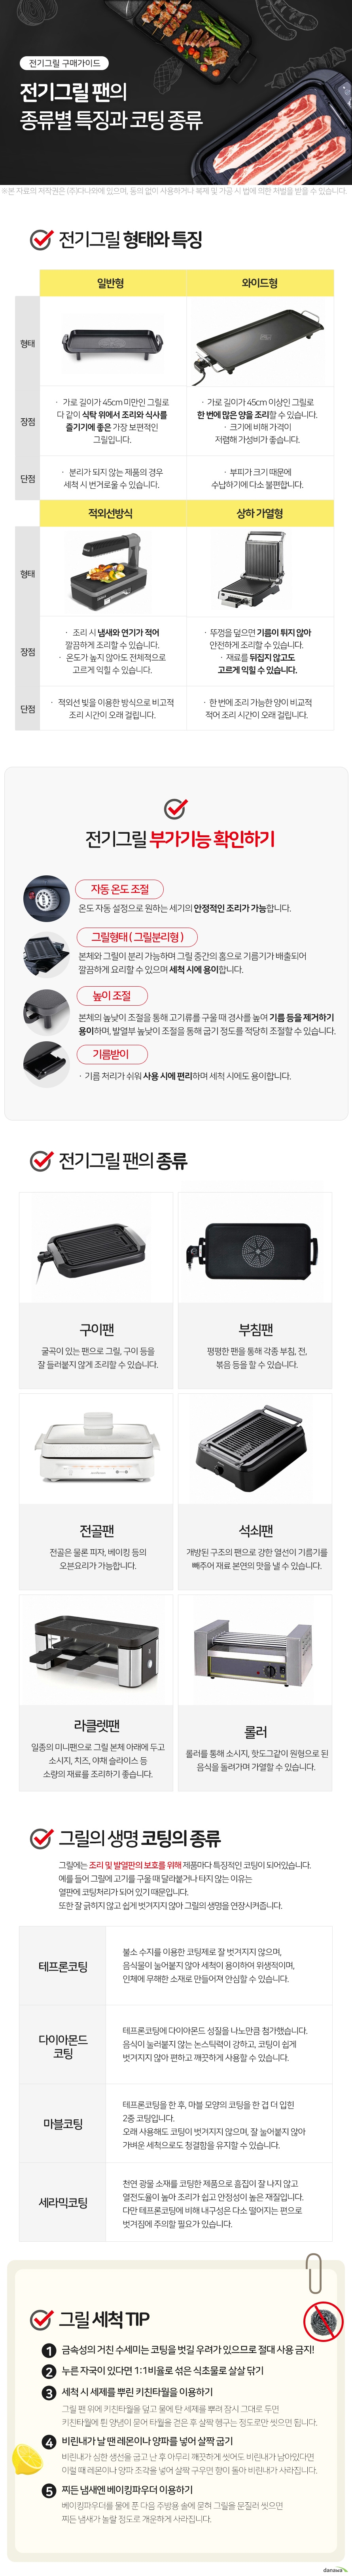 전기그릴 구매가이드
전기그릴 팬의
종류별 특징과 코팅 종류
※본 자료의 저작권은 (주)다나와에 있으며, 동의 없이 사용하거나 복제 및 가공 시 법에 의한 처벌을 받을 수 있습니다.
전기그릴 형태와 특징
일반형
와이드형
형태
장점
· 가로 길이가 45cm 미만인 그릴로
다 같이 식탁 위에서 조리와 식사를
즐기기에 좋은 가장 보편적인
그릴입니다.
· 가로 길이가 45cm 이상인 그릴로
한 번에 많은 양을 조리할 수 있습니다.
· 크기에 비해 가격이
저렴해 가성비가 좋습니다.
단점
· 분리가 되지 않는 제품의 경우
세척 시 번거로울 수 있습니다.
· 부피가 크기 때문에
수납하기에 다소 불편합니다.
적외선방식
상하 가열형
형태
장점
· 조리 시 냄새와 연기가 적어
깔끔하게 조리할 수 있습니다.
· 온도가 높지 않아도 전체적으로
고르게 익힐 수 있습니다.
· 뚜껑을 덮으면 기름이 튀지 않아
안전하게 조리할 수 있습니다.
· 재료를 뒤집지 않고도
고르게 익힐 수 있습니다.
단점
· 적외선 빛을 이용한 방식으로 비교적
조리 시간이 오래 걸립니다.
· 한 번에 조리 가능한 양이 비교적
적어 조리 시간이 오래 걸립니다.
전기그릴 부가기능 확인하기
자동 온도 조절
온도 자동 설정으로 원하는 세기의 안정적인 조리가 가능합니다.
그릴형태 ( 그릴분리형 )
본체와 그릴이 분리 가능하며 그릴 중간의 홈으로 기름기가 배출되어
깔끔하게 요리할 수 있으며 세척 시에 용이합니다.
높이 조절
본체의 높낮이 조절을 통해 고기류를 구울 때 경사를 높여 기름 등을 제거하기
용이하며, 발열부 높낮이 조절을 통해 굽기 정도를 적당히 조절할 수 있습니다.
기름받이
· 기름 처리가 쉬워 사용 시에 편리하며 세척 시에도 용이합니다.
전기그릴 팬의 종류
구이팬
굴곡이 있는 팬으로 그릴, 구이 등을
잘 들러붙지 않게 조리할 수 있습니다.
부침팬
평평한 팬을 통해 각종 부침, 전,
볶음 등을 할 수 있습니다.
전골팬
전골은 물론 피자, 베이킹 등의
오븐요리가 가능합니다.
석쇠팬
개방된 구조의 팬으로 강한 열선이 기름기를
빼주어 재료 본연의 맛을 낼 수 있습니다.
라클렛팬
일종의 미니팬으로 그릴 본체 아래에 두고
소시지, 치즈, 야채 슬라이스 등
소량의 재료를 조리하기 좋습니다.
롤러
롤러를 통해 소시지, 핫도그같이 원형으로 된
음식을 돌려가며 가열할 수 있습니다.
그릴의 생명 코팅의 종류
그릴에는 조리 및 발열판의 보호를 위해 제품마다 특징적인 코팅이 되어있습니다.
예를 들어 그릴에 고기를 구울 때 달라붙거나 타지 않는 이유는
열판에 코팅처리가 되어 있기 때문입니다.
또한 잘 긁히지 않고 쉽게 벗겨지지 않아 그릴의 생명을 연장시켜줍니다.
테프론코팅
불소 수지를 이용한 코팅제로 잘 벗겨지지 않으며,
음식물이 눌어붙지 않아 세척이 용이하여 위생적이며,
인체에 무해한 소재로 만들어져 안심할 수 있습니다.
다이아몬드
코팅
테프론코팅에 다이아몬드 성질을 나노만큼 첨가했습니다.
음식이 눌러붙지 않는 논스틱력이 강하고, 코팅이 쉽게
벗겨지지 않아 편하고 깨끗하게 사용할 수 있습니다.
마블코팅
테프론코팅을 한 후, 마블 모양의 코팅을 한 겹 더 입힌
2중 코팅입니다.
오래 사용해도 코팅이 벗겨지지 않으며, 잘 눌어붙지 않아
가벼운 세척으로도 청결함을 유지할 수 있습니다.
세라믹코팅
천연 광물 소재를 코팅한 제품으로 흠집이 잘 나지 않고
열전도율이 높아 조리가 쉽고 안정성이 높은 재질입니다.
다만 테프론코팅에 비해 내구성은 다소 떨어지는 편으로
벗겨짐에 주의할 필요가 있습니다.
그릴 세척 TIP
1 금속성의 거친 수세미는 코팅을 벗길 우려가 있으므로 절대 사용 금지!
2 누른 자국이 있다면 1:1비율로 섞은 식초물로 살살 닦기
3 세척 시 세제를 뿌린 키친타월을 이용하기
그릴 팬 위에 키친타올을 덮고 물에 탄 세제를 뿌려 잠시 그대로 두면
키친타월에 튄 양념이 묻어 타월을 걷은 후 살짝 헹구는 정도로만 씻으면 됩니다.
4 비린내가 날 땐 레몬이나 양파를 넣어 살짝 굽기
비린내가 심한 생선을 굽고 난 후 아무리 깨끗하게 씻어도 비린내가 남아있다면
이럴 때 레몬이나 양파 조각을 넣어 살짝 구우면 향이 돌아 비린내가 사라집니다.
5 찌든 냄새엔 베이킹파우더 이용하기
베이킹파우더를 물에 푼 다음 주방용 솔에 묻혀 그릴을 문질러 씻으면
찌든 냄새가 놀랄 정도로 개운하게 사라집니다.
danawa